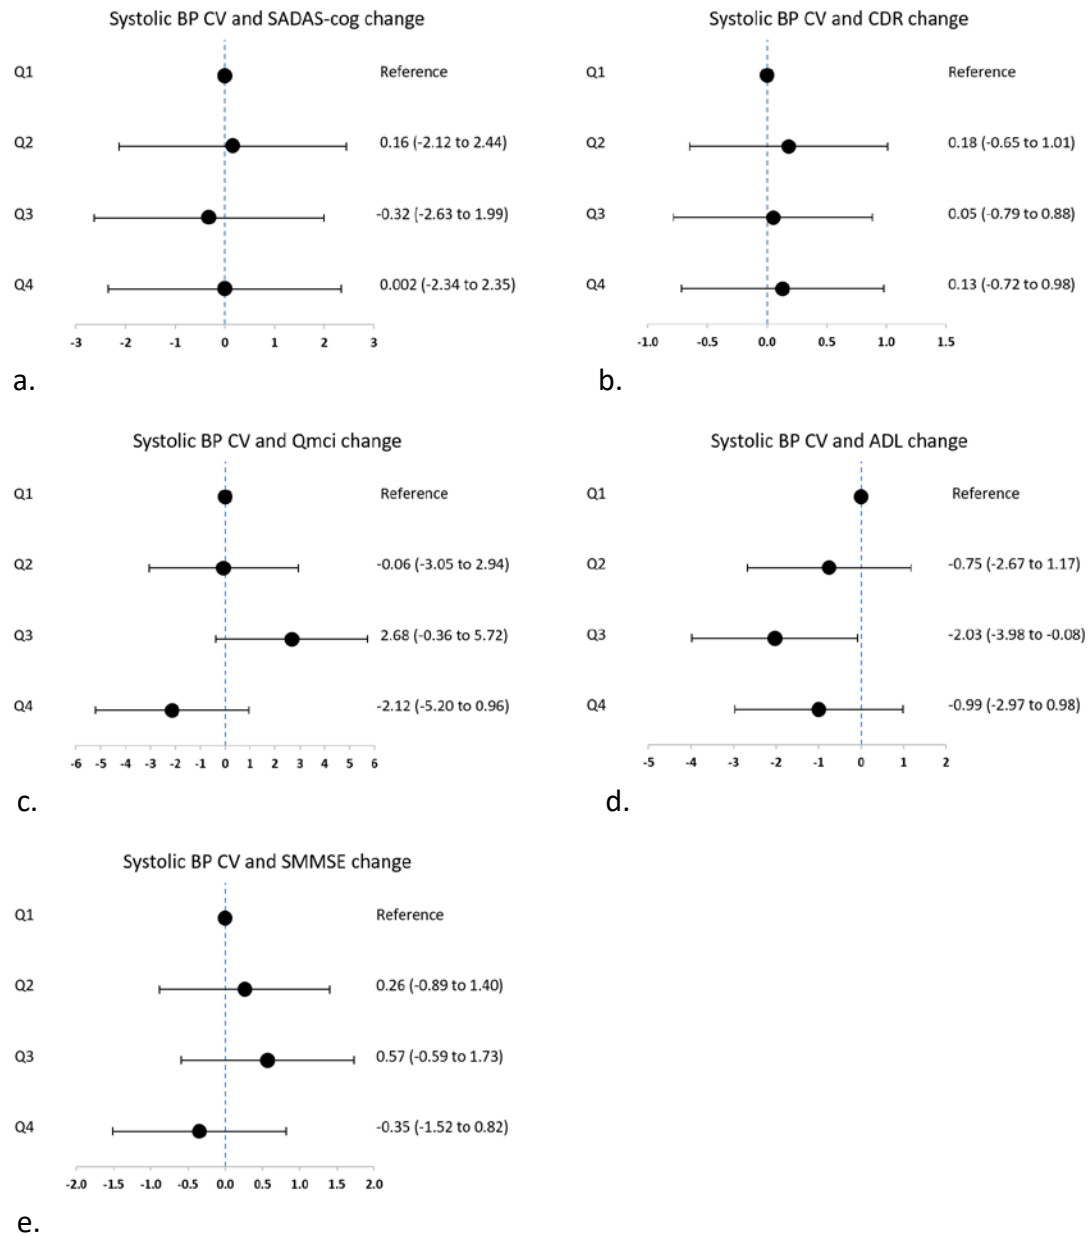 Systolic BP CV and SADAS-cog change
Q1 Reference
Q2 0.16 (-2.12 to 2.44)
Q3 -0.32 (-2.63 to 1.99)
Q4 0.002 (-2.34 to 2.35)
-3 -2 -1 0 1 2 3
a.
Systolic BP CV and CDR change
Q1 Reference
Q2 0.18 (-0.65 to 1.01)
Q3 0.05 (-0.79 to 0.88)
Q4 0.13 (-0.72 to 0.98)
-1.0 -0.5 0.0 0.5 1.0 1.5
b.
Systolic BP CV and Qmci change
Q1 Reference
Q2 -0.06 (-3.05 to 2.94)
Q3 2.68 (-0.36 to 5.72)
Q4 -2.12 (-5.20 to 0.96)
-6 -5 -4 -3 -2 -1 0 1 2 3 4 5 6
c.
Systolic BP CV and ADL change
Q1 Reference
Q2 -0.75 (-2.67 to 1.17)
Q3 -2.03 (-3.98 to -0.08)
Q4 -0.99 (-2.97 to 0.98)
-5 -4 -3 -2 -1 0 1 2
d.
Systolic BP CV and SMMSE change
Q1 Reference
Q2 0.26 (-0.89 to 1.40)
Q3 0.57 (-0.59 to 1.73)
Q4 -0.35 (-1.52 to 0.82)
-2.0 -1.5 -1.0 -0.5 0.0 0.5 1.0 1.5 2.0
e.